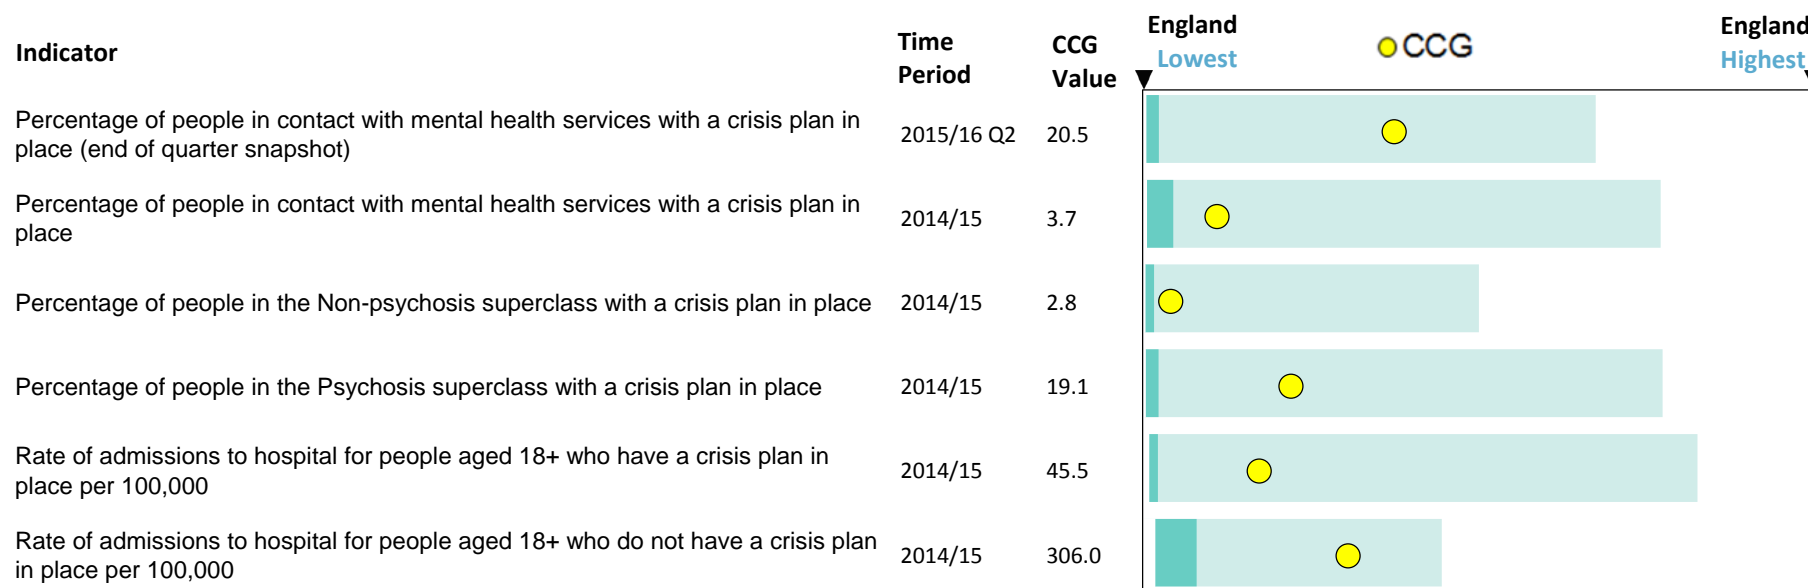 Indicator
Time
Period
CCG
Value
England
Lowest
CCG
England
Highest
Percentage of people in contact with mental health services with a crisis plan in
place (end of quarter snapshot)
2015/16 Q2
20.5
Percentage of people in contact with mental health services with a crisis plan in
place
2014/15
3.7
Percentage of people in the Non-psychosis superclass with a crisis plan in place
2014/15
2.8
Percentage of people in the Psychosis superclass with a crisis plan in place
2014/15
19.1
Rate of admissions to hospital for people aged 18+ who have a crisis plan in
place per 100,000
2014/15
45.5
Rate of admissions to hospital for people aged 18+ who do not have a crisis plan
in place per 100,000
2014/15
306.0